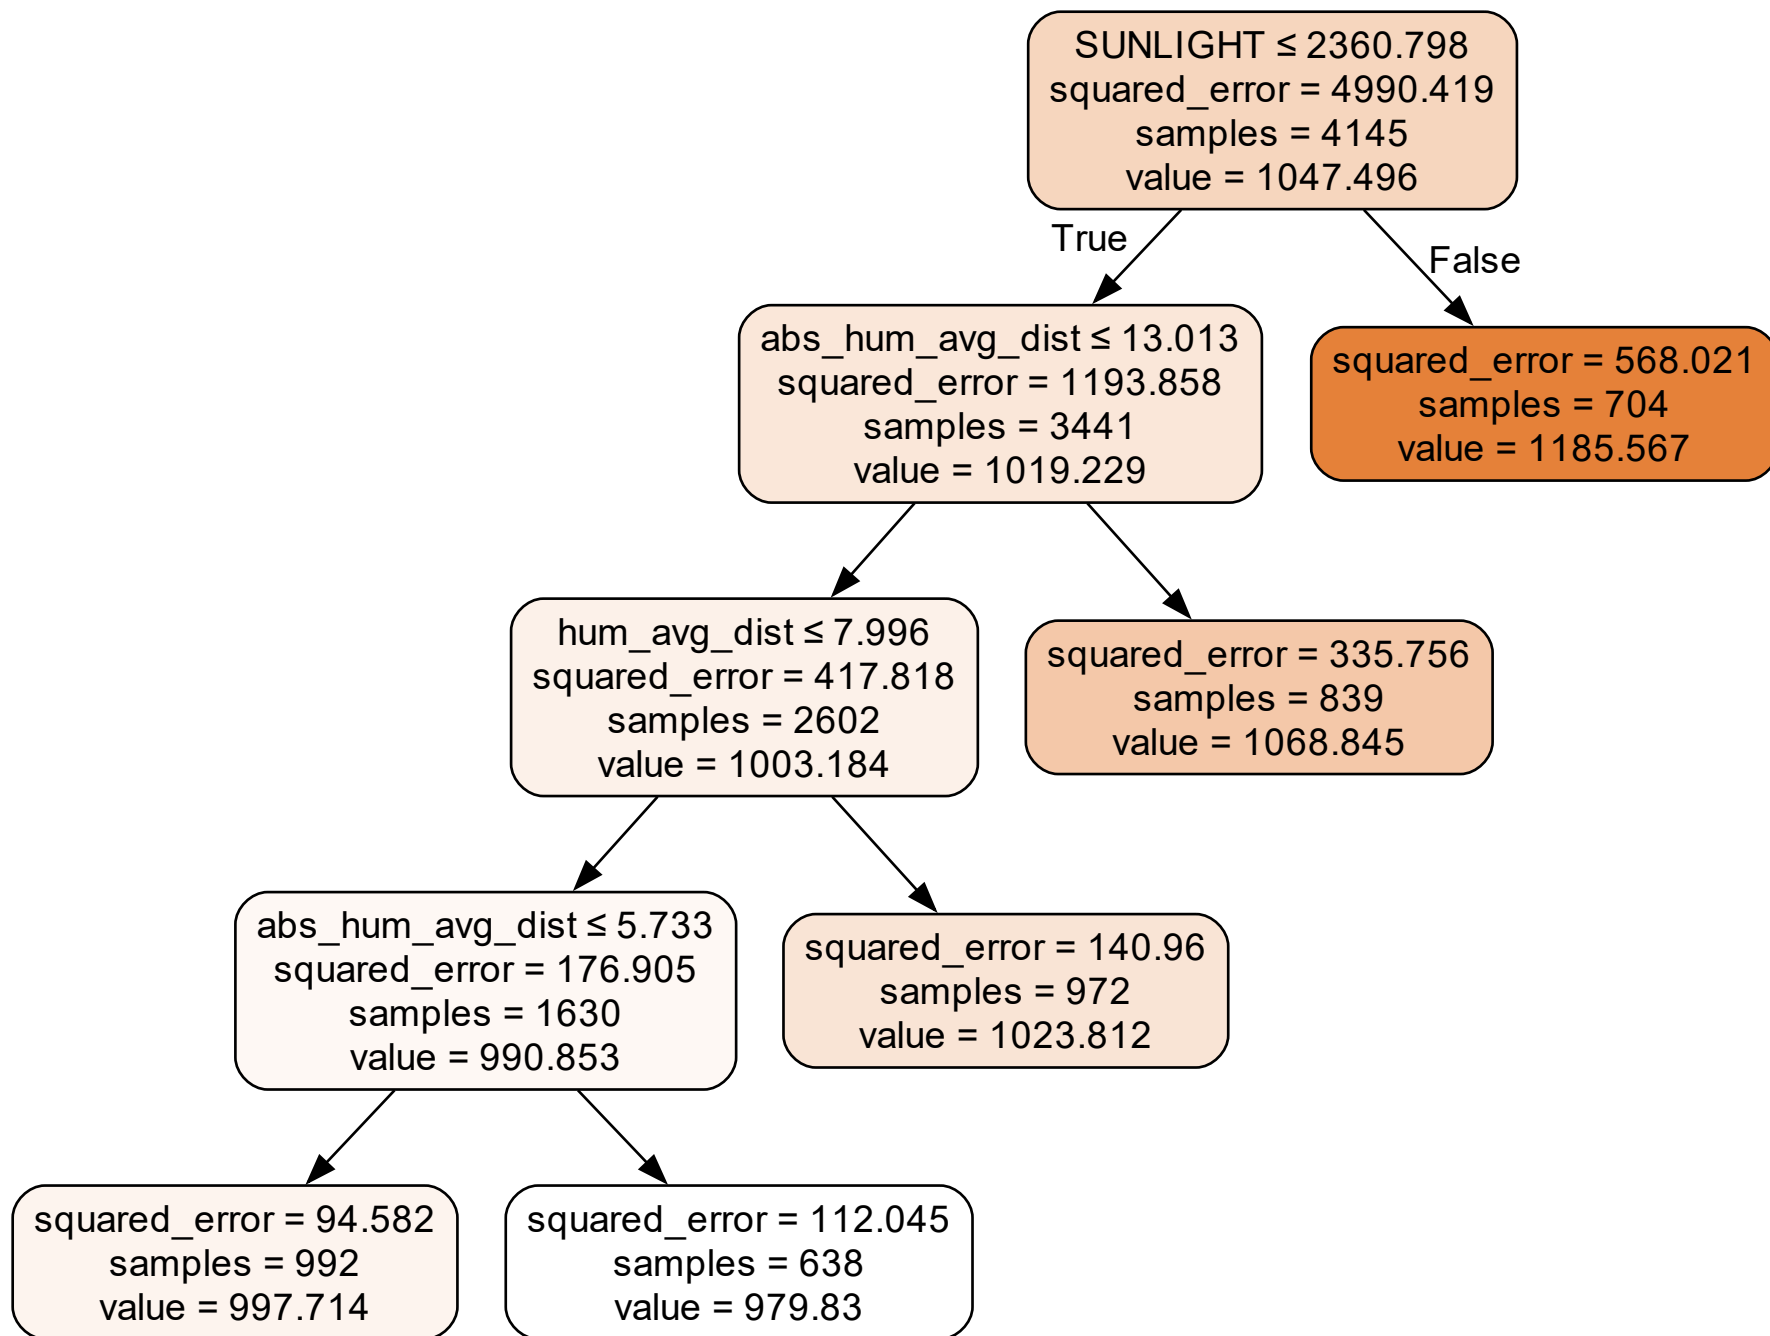 SUNLIGHT ≤ 2360.798
squared_error = 4990.419
samples = 4145
value = 1047.496
True
False
abs_hum_avg_dist ≤ 13.013
squared_error = 1193.858
samples = 3441
value = 1019.229
squared_error = 568.021
samples = 704
value = 1185.567
hum_avg_dist ≤ 7.996
squared_error = 417.818
samples = 2602
value = 1003.184
squared_error = 335.756
samples = 839
value = 1068.845
abs_hum_avg_dist ≤ 5.733
squared_error = 176.905
samples = 1630
value = 990.853
squared_error = 140.96
samples = 972
value = 1023.812
squared_error = 94.582
samples = 992
value = 997.714
squared_error = 112.045
samples = 638
value = 979.83